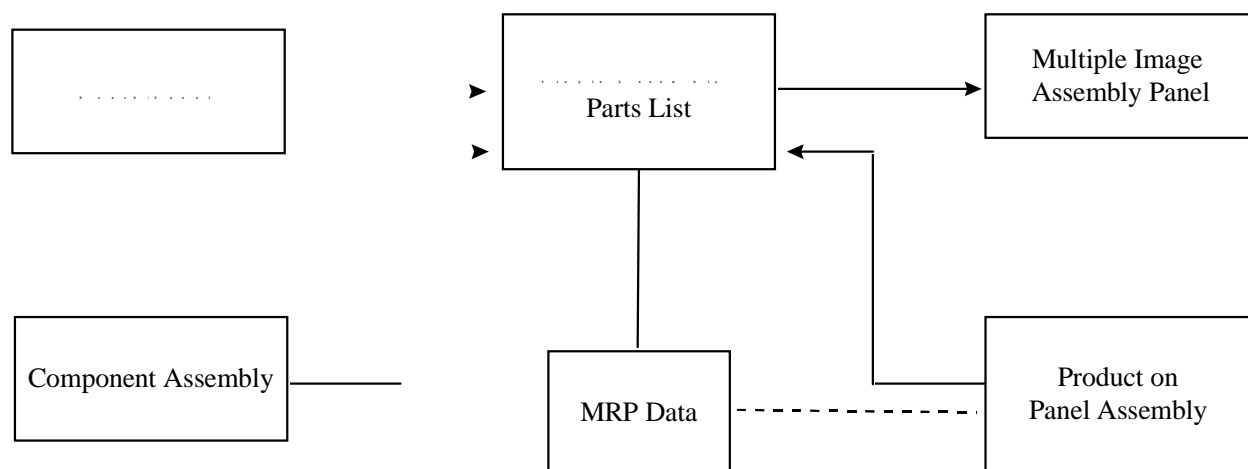 Parts List
Multiple Image
Assembly Panel
Component Assembly
MRP Data
Product on
Panel Assembly